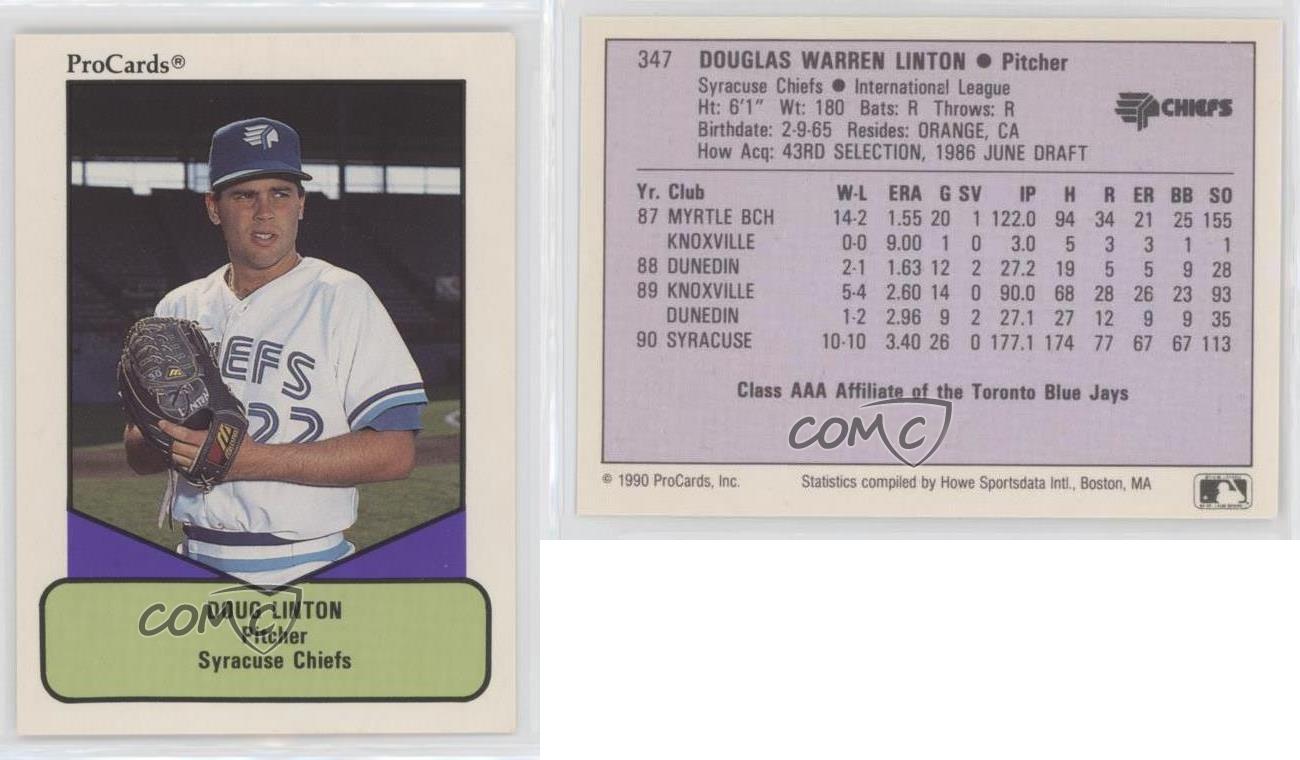 ProCards®
EFS
22
DOUG LINTON
Pitcher
Syracuse Chiefs
COMC
347 DOUGLAS WARREN LINTON ● Pitcher
Syracuse Chiefs ● International League
Ht: 6'1" Wt: 180 Bats: R Throws: R
Birthdate: 2-9-65 Resides: ORANGE, CA
How Acq: 43RD SELECTION, 1986 JUNE DRAFT
CHIEFS
Yr. Club W-L ERA G SV IP H R ER BB SO
87 MYRTLE BCH 14-2 1.55 20 1 122.0 94 34 21 25 155
KNOXVILLE 0-0 9.00 1 0 3.0 5 3 3 1 1
88 DUNEDIN 2-1 1.63 12 2 27.2 19 5 5 9 28
89 KNOXVILLE 5-4 2.60 14 0 90.0 68 28 26 23 93
DUNEDIN 1-2 2.96 9 2 27.1 27 12 9 9 35
90 SYRACUSE 10-10 3.40 26 0 177.1 174 77 67 67 113
Class AAA Affiliate of the Toronto Blue Jays
COMC
© 1990 ProCards, Inc. Statistics compiled by Howe Sportsdata Intl., Boston, MA